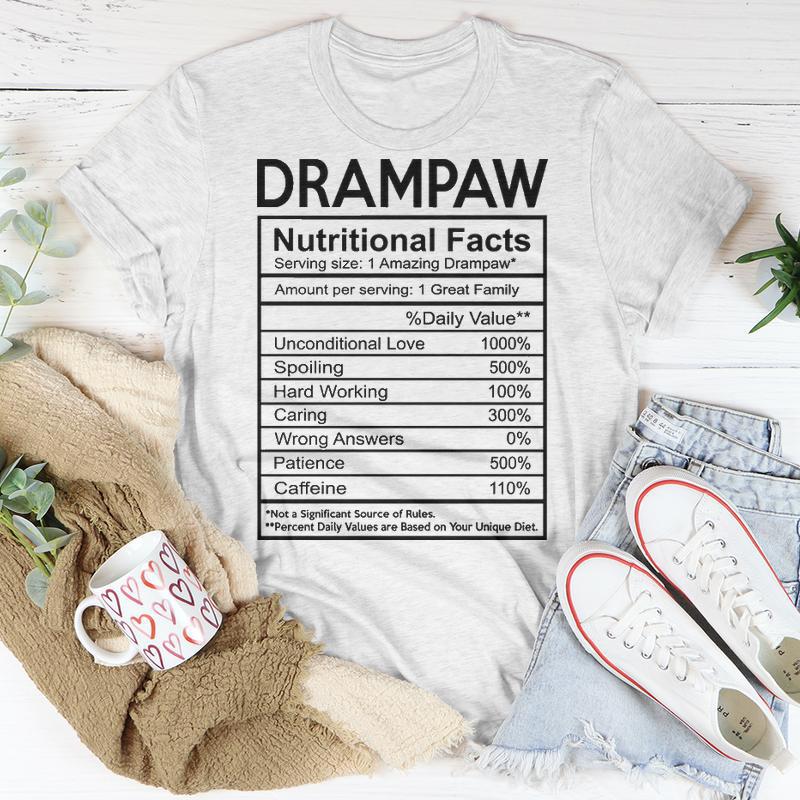 DRAMPAW
Nutritional Facts
Serving size: 1 Amazing Drampaw*
Amount per serving: 1 Great Family
%Daily Value**
Unconditional Love 1000%
Spoiling 500%
Hard Working 100%
Caring 300%
Wrong Answers 0%
Patience 500%
Caffeine 110%
*Not a Significant Source of Rules.
**Percent Daily Values are Based on Your Unique Diet.